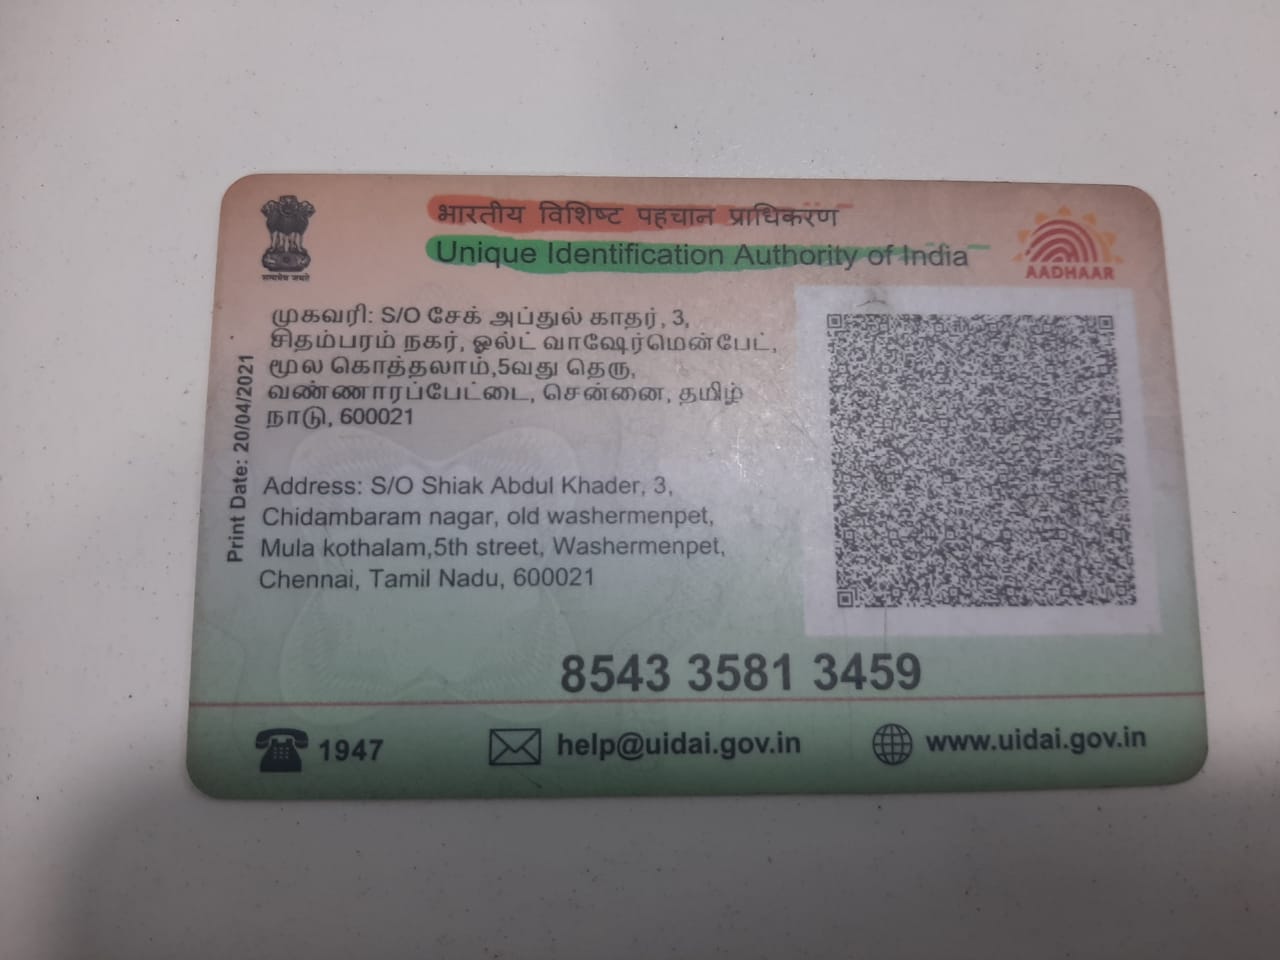 भारतीय विशिष्ट पहचान प्राधिकरण
Unique Identification Authority of India
सत्यमेव जयते
AADHAAR
முகவரி: S/O சேக் அப்துல் காதர், 3,
சிதம்பரம் நகர், ஓல்ட் வாஷேர்மென்பேட்,
மூல கொத்தலாம்,5வது தெரு,
வண்ணாரப்பேட்டை, சென்னை, தமிழ்
நாடு, 600021
Print Date: 20/04/2021
Address: S/O Shiak Abdul Khader, 3,
Chidambaram nagar, old washermenpet,
Mula kothalam,5th street, Washermenpet,
Chennai, Tamil Nadu, 600021
8543 3581 3459
1947
help@uidai.gov.in
www.uidai.gov.in